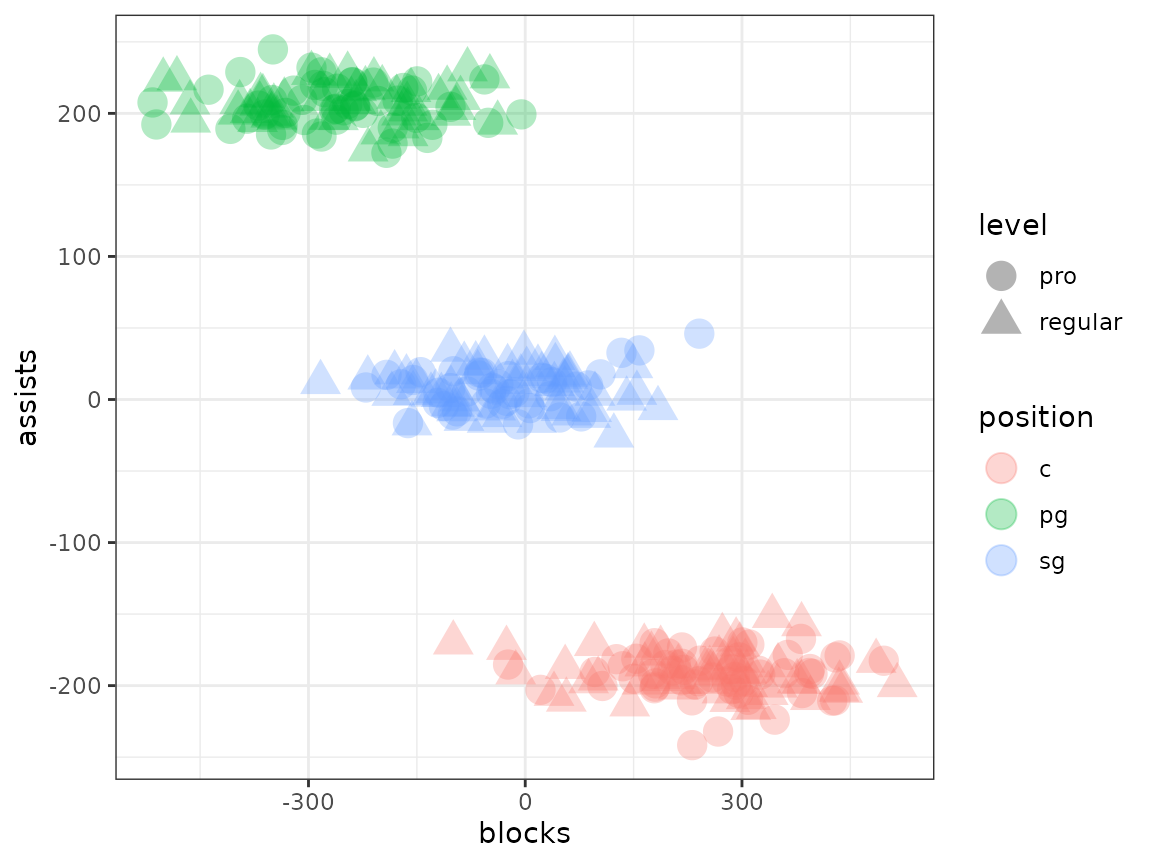 200
100
0
-100
-200
assists
-300
0
300
blocks
level
pro
regular
position
c
pg
sg